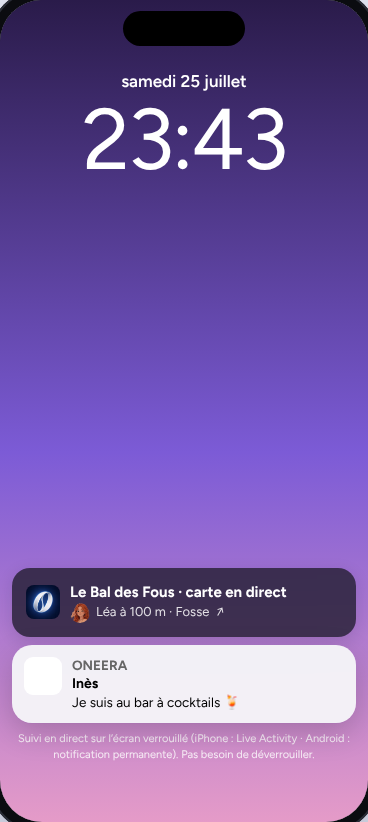 samedi 25 juillet
23:43
Le Bal des Fous · carte en direct
Léa à 100 m · Fosse ↗
ONEERA
Inès
Je suis au bar à cocktails 🍹
Suivi en direct sur l'écran verrouillé (iPhone : Live Activity · Android :
notification permanente). Pas besoin de déverrouiller.